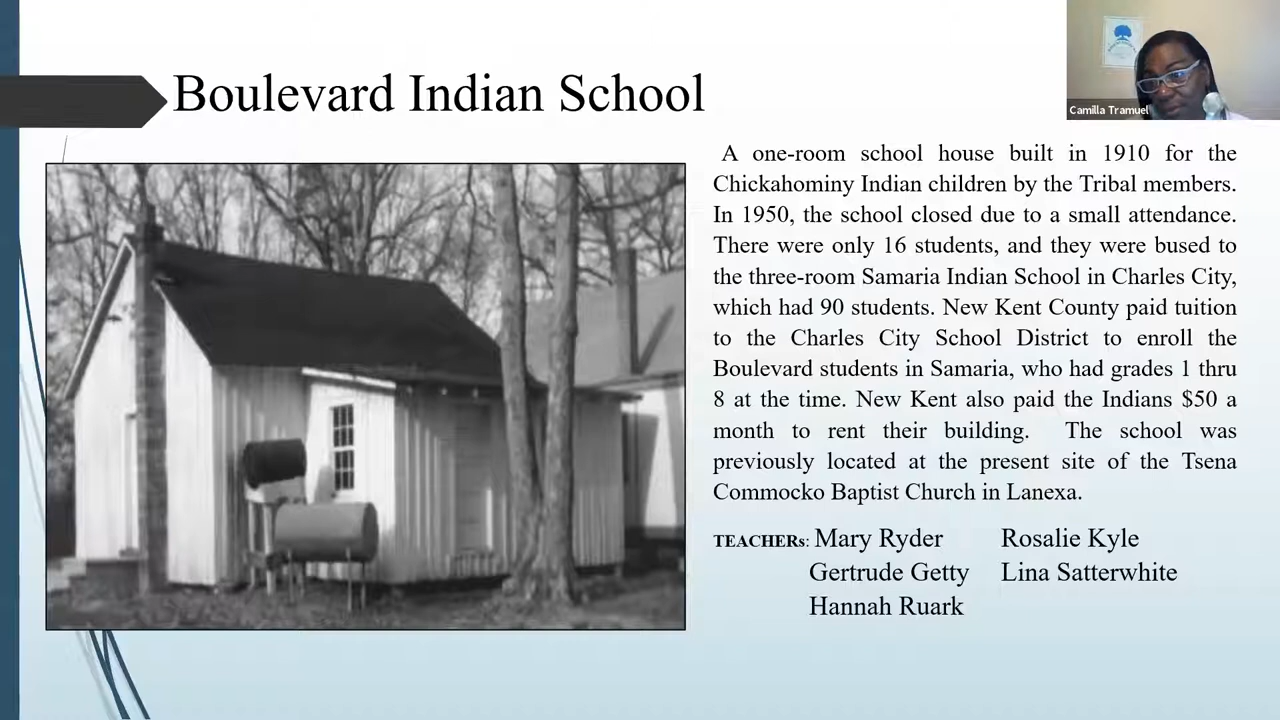 Boulevard Indian School
Camilla Tramuel
A one-room school house built in 1910 for the
Chickahominy Indian children by the Tribal members.
In 1950, the school closed due to a small attendance.
There were only 16 students, and they were bused to
the three-room Samaria Indian School in Charles City,
which had 90 students. New Kent County paid tuition
to the Charles City School District to enroll the
Boulevard students in Samaria, who had grades 1 thru
8 at the time. New Kent also paid the Indians $50 a
month to rent their building. The school was
previously located at the present site of the Tsena
Commocko Baptist Church in Lanexa.
TEACHERs: Mary Ryder Rosalie Kyle
Gertrude Getty Lina Satterwhite
Hannah Ruark